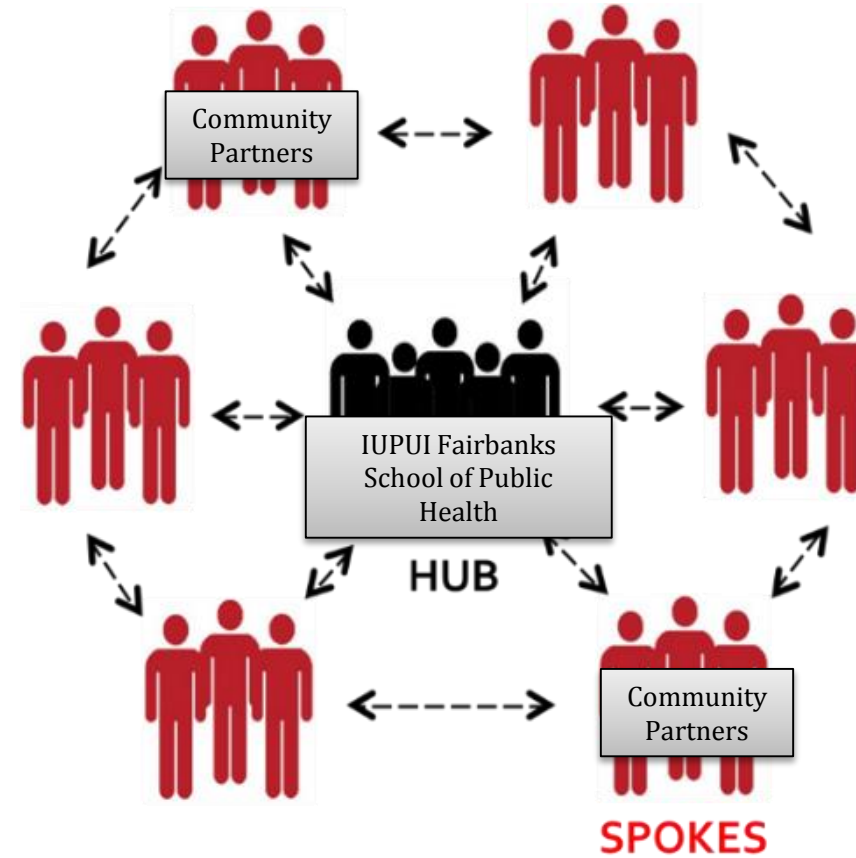 Community
Partners
IUPUI Fairbanks
School of Public
Health
HUB
Community
Partners
SPOKES